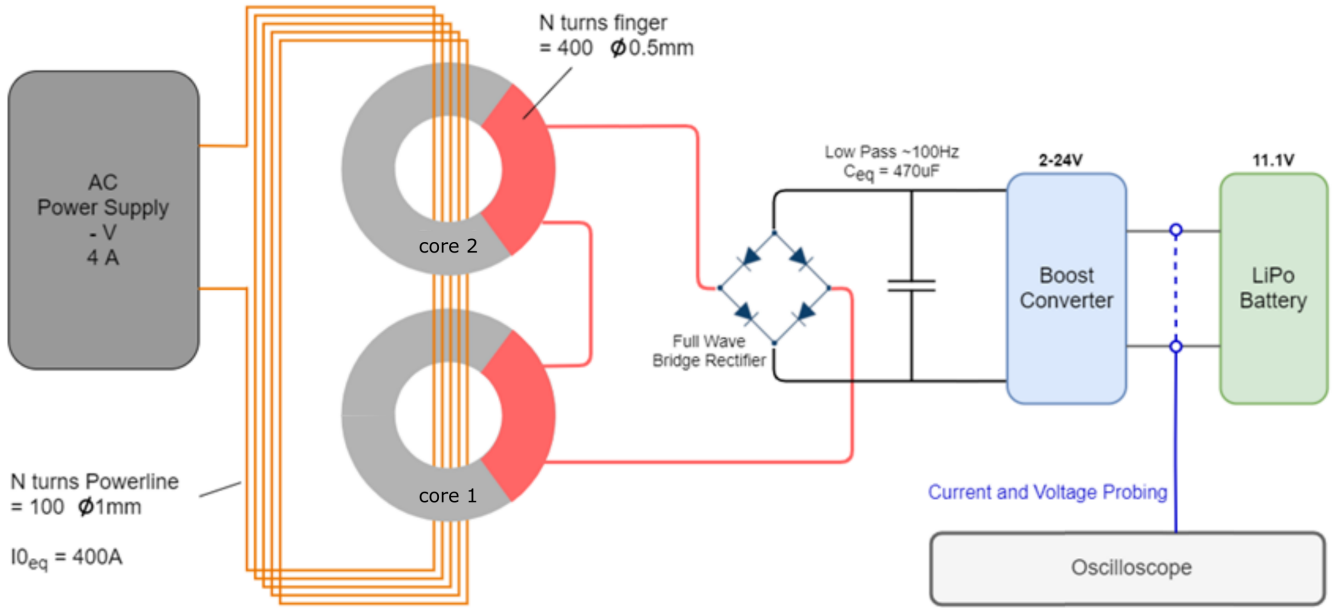 N turns finger
= 400 ϕ0.5mm
AC
Power Supply
- V
4 A
core 2
core 1
N turns Powerline
= 100 ϕ1mm
I0eq = 400A
Full Wave
Bridge Rectifier
Low Pass ~100Hz
Ceq = 470uF
2-24V
Boost
Converter
11.1V
LiPo
Battery
Current and Voltage Probing
Oscilloscope